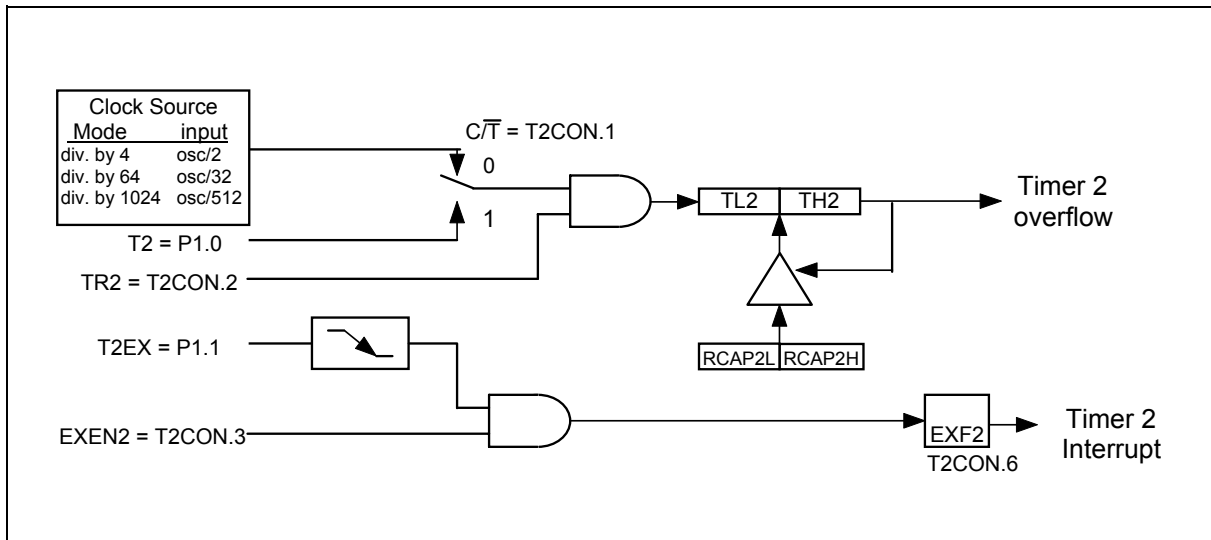 Clock Source
Mode input
div. by 4 osc/2
div. by 64 osc/32
div. by 1024 osc/512
C/T̅ = T2CON.1
0
1
T2 = P1.0
TR2 = T2CON.2
TL2 TH2
Timer 2
overflow
T2EX = P1.1
RCAP2L RCAP2H
EXEN2 = T2CON.3
EXF2
T2CON.6
Timer 2
Interrupt